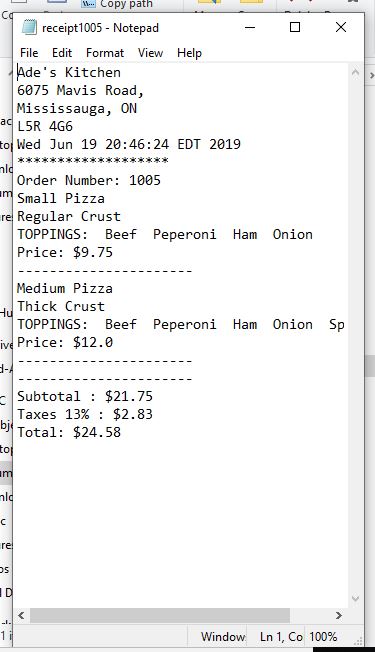 Copy path
receipt1005 - Notepad
File Edit Format View Help
Ade's Kitchen
6075 Mavis Road,
Mississauga, ON
L5R 4G6
Wed Jun 19 20:46:24 EDT 2019
*******************
Order Number: 1005
Small Pizza
Regular Crust
TOPPINGS:  Beef  Peperoni  Ham  Onion
Price: $9.75
----------------------
Medium Pizza
Thick Crust
TOPPINGS:  Beef  Peperoni  Ham  Onion  Sp
Price: $12.0
----------------------
----------------------
Subtotal : $21.75
Taxes 13% : $2.83
Total: $24.58
Window Ln 1, Co 100%